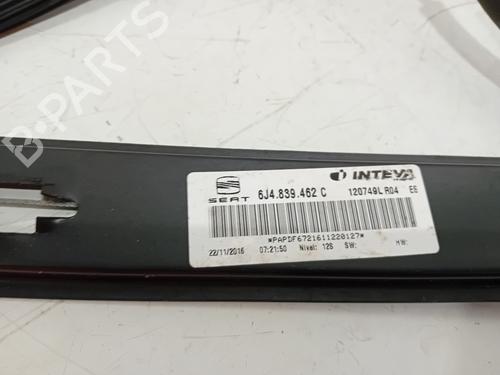 B-Parts
SEAT
6J4.839.462 C
INTEVA
120749L R04 E6
*PAPDF6721611220127*
22/11/2016 07:21:50 Nivel: 12S SW: HW: